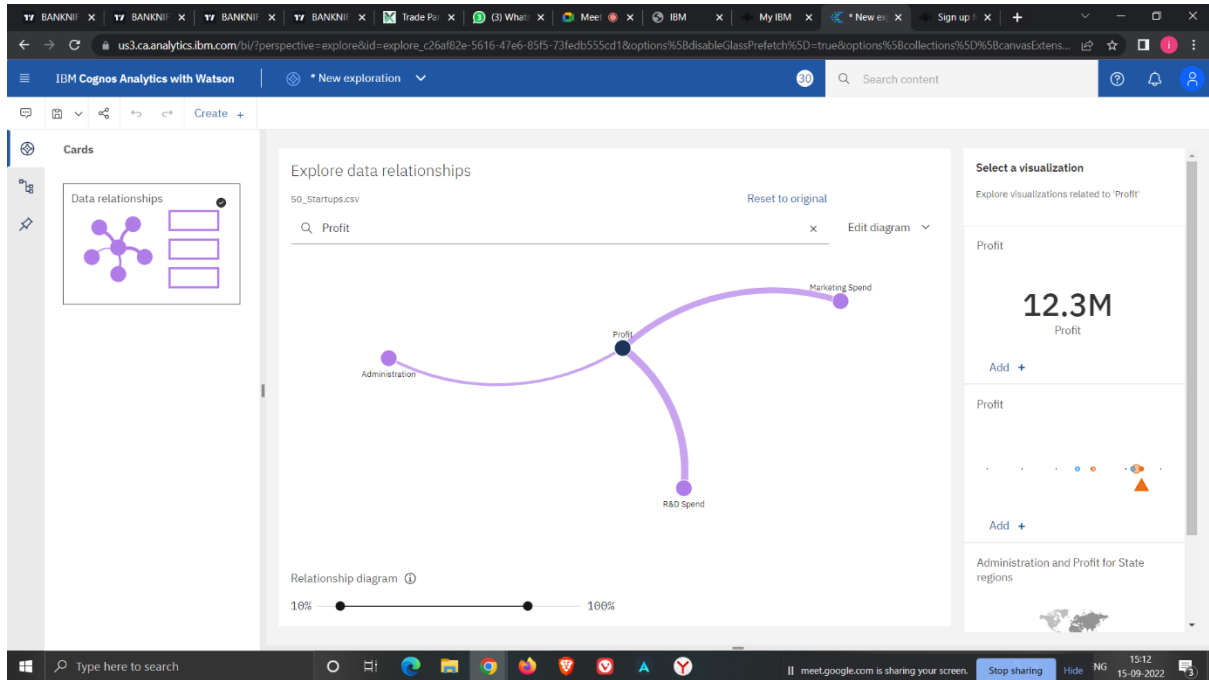 BANKNIF
BANKNIF
BANKNIF
BANKNIF
Trade Pa
(3) What
Meet
IBM
My IBM
* New ex
Sign up f
us3.ca.analytics.ibm.com/bi/?perspective=explore&id=explore_c26af82e-5616-47e6-85f5-73fedb555cd1&options%5BdisableGlassPrefetch%5D=true&options%5Bcollections%5D%5BcanvasExtens...
IBM Cognos Analytics with Watson
* New exploration
30
Search content
Create +
Cards
Data relationships
Explore data relationships
50_Startups.csv
Reset to original
Profit
Edit diagram
Marketing Spend
Profit
Administration
R&D Spend
Relationship diagram
10%
100%
Select a visualization
Explore visualizations related to 'Profit'
Profit
12.3M
Profit
Add +
Profit
Add +
Administration and Profit for State
regions
Type here to search
meet.google.com is sharing your screen.
Stop sharing
Hide
NG
15:12
15-09-2022
3